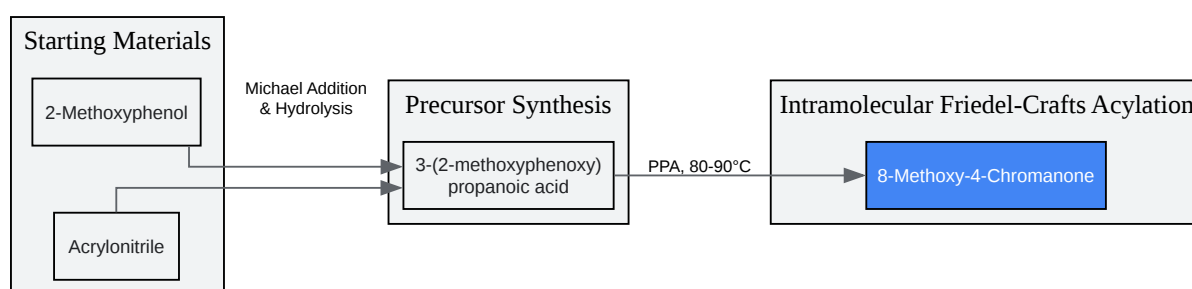 Starting Materials
2-Methoxyphenol
Acrylonitrile
Michael Addition
& Hydrolysis
Precursor Synthesis
3-(2-methoxyphenoxy)
propanoic acid
PPA, 80-90°C
Intramolecular Friedel-Crafts Acylation
8-Methoxy-4-Chromanone